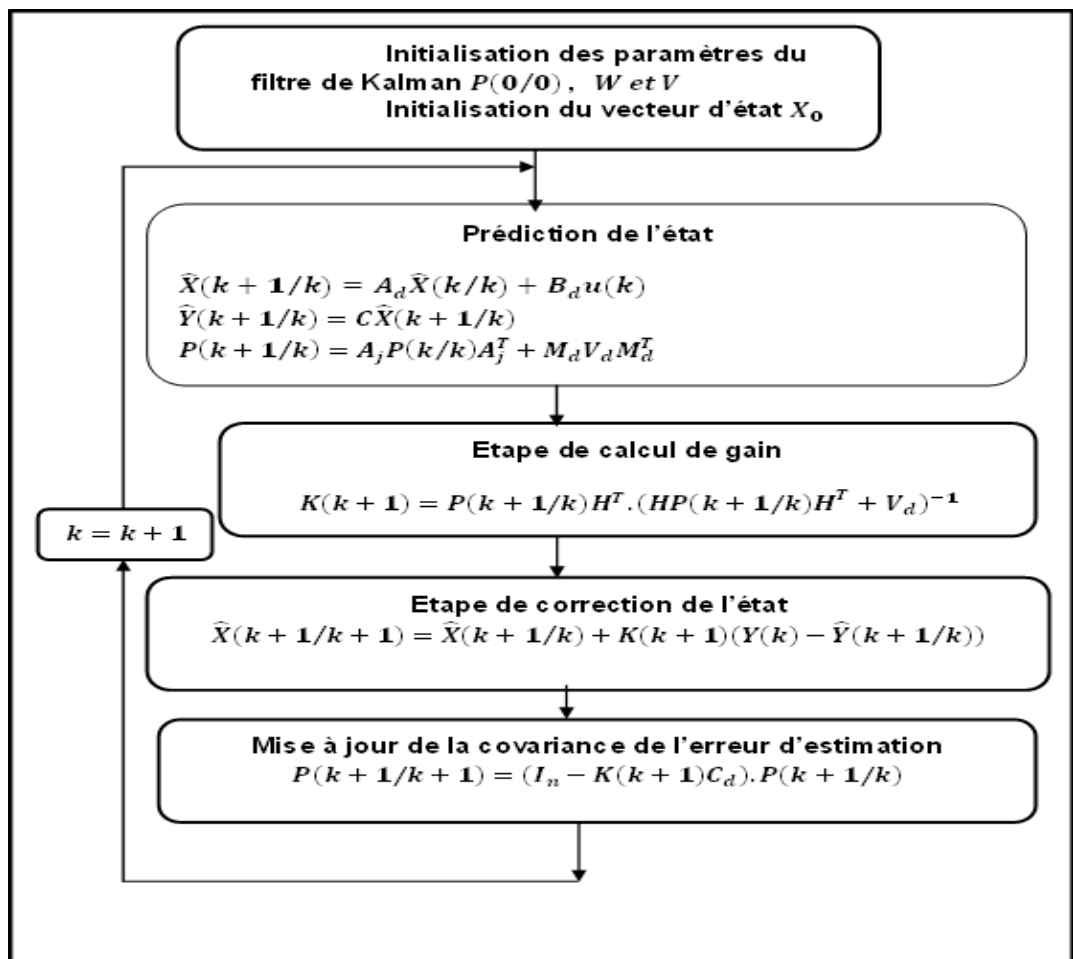 Initialisation des paramètres du
filtre de Kalman P(0/0) , W et V
Initialisation du vecteur d'état X₀
Prédiction de l'état
X̂(k + 1/k) = A_d X̂(k/k) + B_d u(k)
Ŷ(k + 1/k) = CX̂(k + 1/k)
P(k + 1/k) = A_j P(k/k)A_j^T + M_d V_d M_d^T
Etape de calcul de gain
K(k + 1) = P(k + 1/k)H^T.(HP(k + 1/k)H^T + V_d)^−1
k = k + 1
Etape de correction de l'état
X̂(k + 1/k + 1) = X̂(k + 1/k) + K(k + 1)(Y(k) − Ŷ(k + 1/k))
Mise à jour de la covariance de l'erreur d'estimation
P(k + 1/k + 1) = (I_n − K(k + 1)C_d).P(k + 1/k)